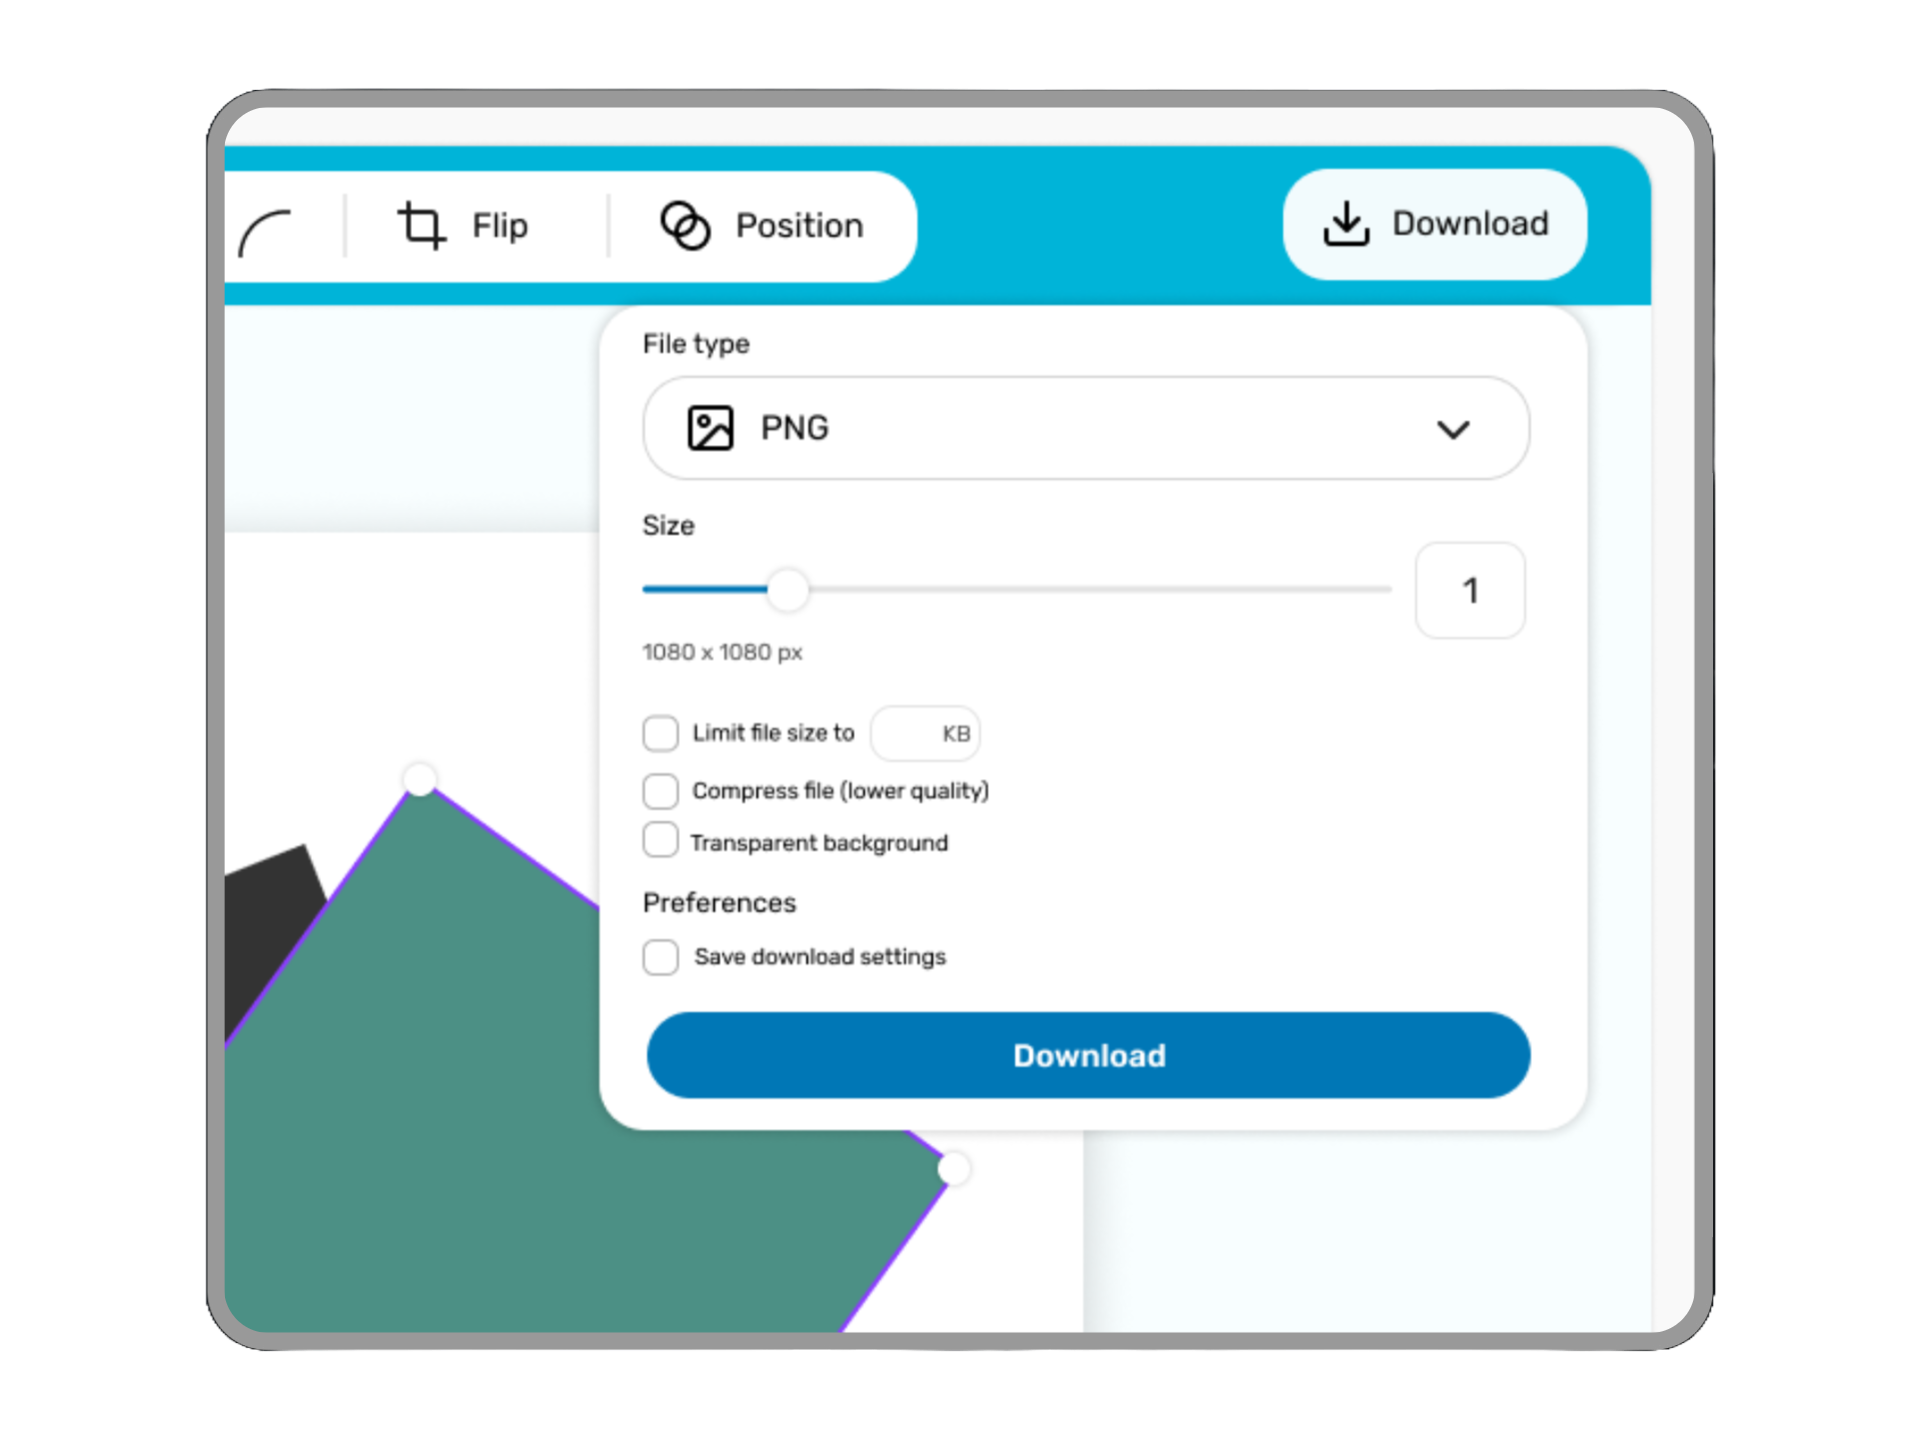 Flip
Position
Download
File type
PNG
Size
1
1080 x 1080 px
Limit file size to KB
Compress file (lower quality)
Transparent background
Preferences
Save download settings
Download